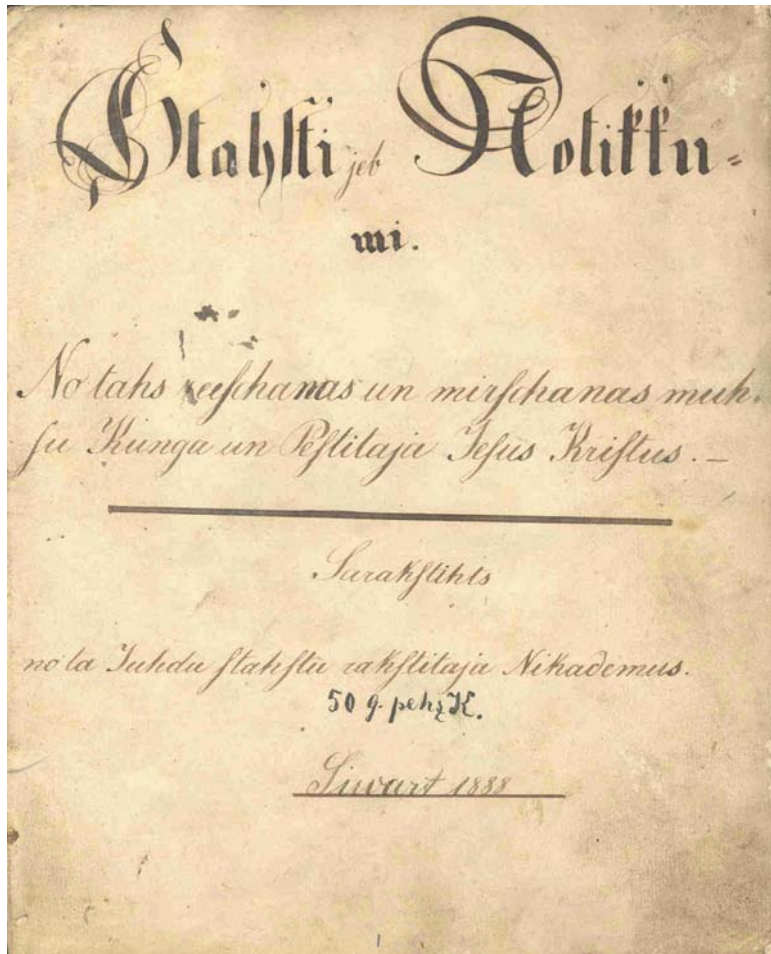 Stahsti jeb Notikku-
mi.
No tahs zeeschanas un mirschanas muh-
su Kunga un Pestitaja Jesus Kristus. –
Sarakstihts
no ta Juhdu stahstu rakstitaja Nikademus.
50 g. pehz K.
1888